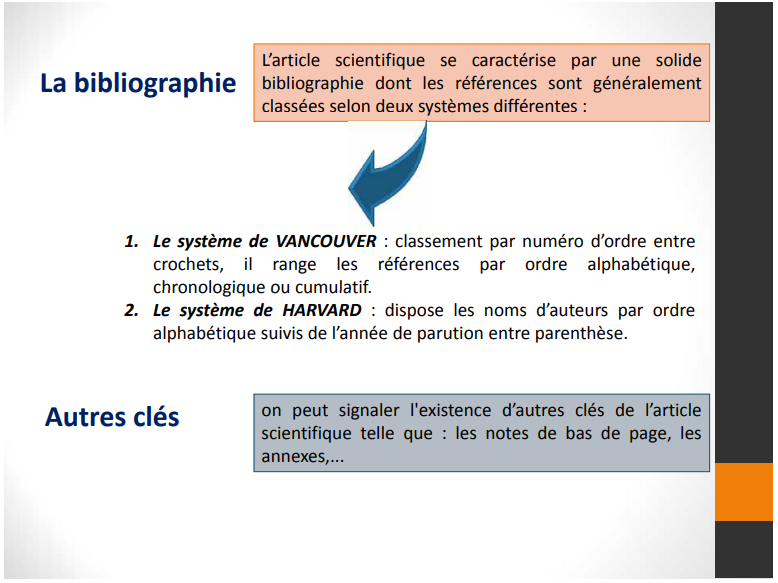 La bibliographie
L’article scientifique se caractérise par une solide
bibliographie dont les références sont généralement
classées selon deux systèmes différentes :
1. Le système de VANCOUVER : classement par numéro d’ordre entre
crochets, il range les références par ordre alphabétique,
chronologique ou cumulatif.
2. Le système de HARVARD : dispose les noms d’auteurs par ordre
alphabétique suivis de l’année de parution entre parenthèse.
Autres clés
on peut signaler l'existence d’autres clés de l’article
scientifique telle que : les notes de bas de page, les
annexes,...